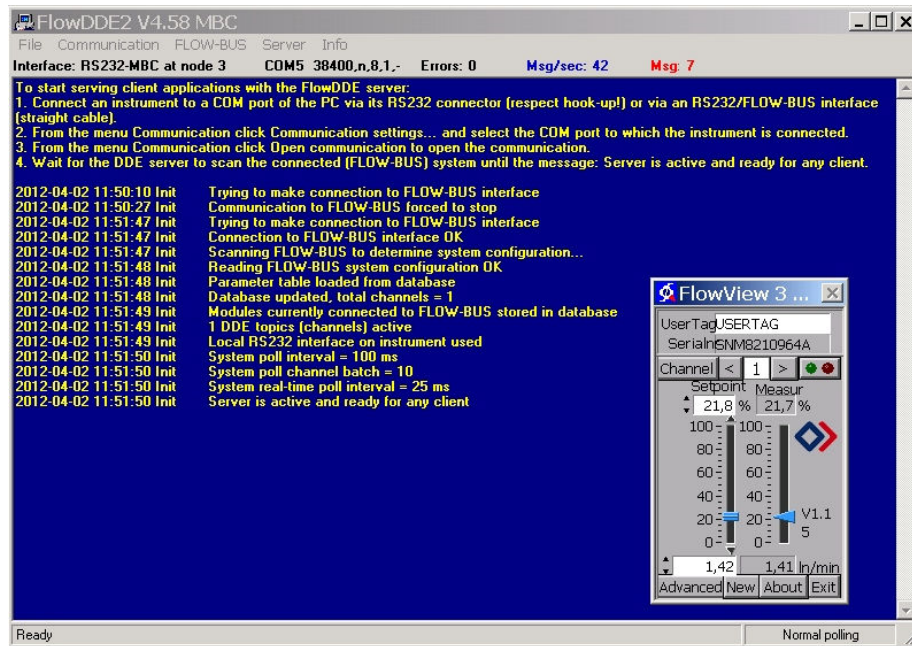 FlowDDE2 V4.58 MBC
File Communication FLOW-BUS Server Info
Interface: RS232-MBC at node 3 COM5 38400,n,8,1,- Errors: 0 Msg/sec: 42 Msg: 7
To start serving client applications with the FlowDDE server:
1. Connect an instrument to a COM port of the PC via its RS232 connector (respect hook-up!) or via an RS232/FLOW-BUS interface
(straight cable).
2. From the menu Communication click Communication settings... and select the COM port to which the instrument is connected.
3. From the menu Communication click Open communication to open the communication.
4. Wait for the DDE server to scan the connected (FLOW-BUS) system until the message: Server is active and ready for any client.
2012-04-02 11:50:10 Init Trying to make connection to FLOW-BUS interface
2012-04-02 11:50:27 Init Communication to FLOW-BUS forced to stop
2012-04-02 11:51:47 Init Trying to make connection to FLOW-BUS interface
2012-04-02 11:51:47 Init Connection to FLOW-BUS interface OK
2012-04-02 11:51:47 Init Scanning FLOW-BUS to determine system configuration...
2012-04-02 11:51:48 Init Reading FLOW-BUS system configuration OK
2012-04-02 11:51:48 Init Parameter table loaded from database
2012-04-02 11:51:48 Init Database updated, total channels = 1
2012-04-02 11:51:49 Init Modules currently connected to FLOW-BUS stored in database
2012-04-02 11:51:49 Init 1 DDE topics (channels) active
2012-04-02 11:51:49 Init Local RS232 interface on instrument used
2012-04-02 11:51:50 Init System poll interval = 100 ms
2012-04-02 11:51:50 Init System poll channel batch = 10
2012-04-02 11:51:50 Init System real-time poll interval = 25 ms
2012-04-02 11:51:50 Init Server is active and ready for any client
FlowView 3 ...
UserTag USERTAG
Serialn SNM8210964A
Channel < 1 >
Setpoint Measur
21,8 % 21,7 %
100 100
80 80
60 60
40 40
20 20 V1.1
0 0 5
1,42 1,41 ln/min
Advanced New About Exit
Ready Normal polling